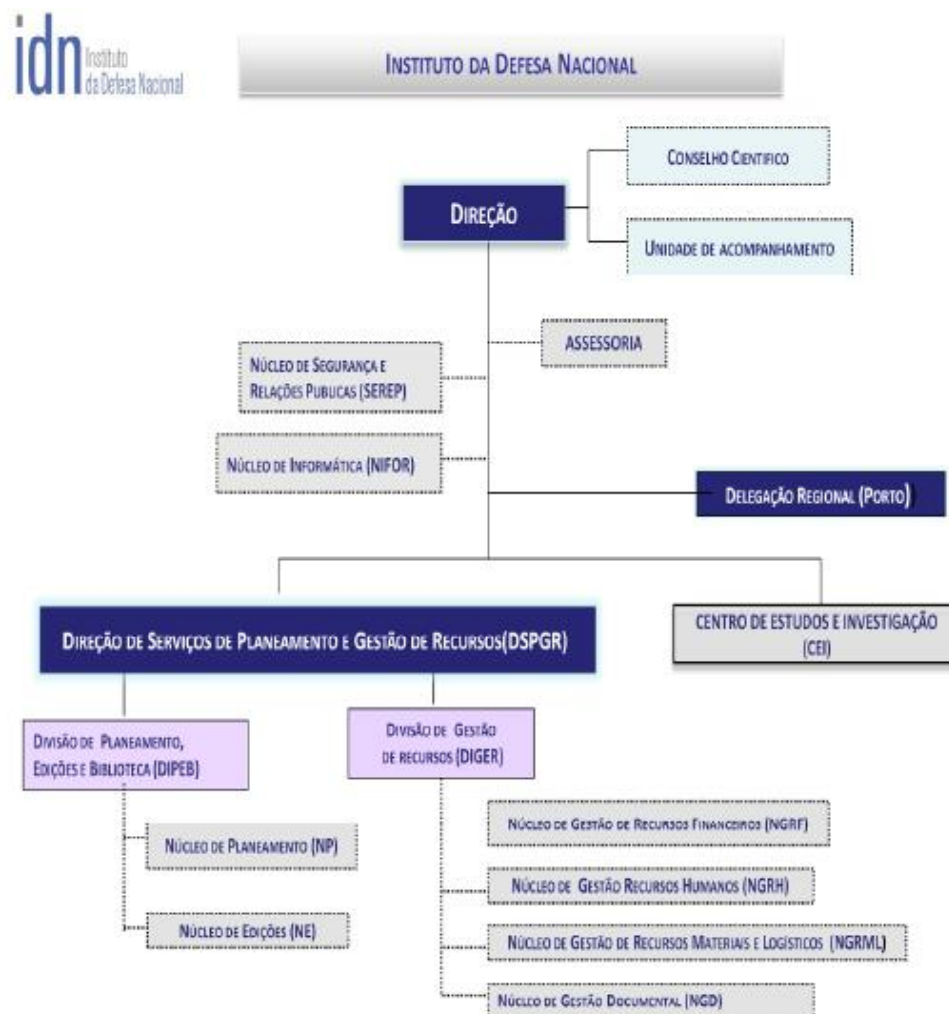 idn Instituto
da Defesa Nacional
INSTITUTO DA DEFESA NACIONAL
CONSELHO CIENTIFICO
DIREÇÃO
UNIDADE DE ACOMPANHAMENTO
ASSESSORIA
NÚCLEO DE SEGURANÇA E
RELAÇÕES PUBLICAS (SEREP)
NÚCLEO DE INFORMÁTICA (NIFOR)
DELEGAÇÃO REGIONAL (PORTO))
DIREÇÃO DE SERVIÇOS DE PLANEAMENTO E GESTÃO DE RECURSOS(DSPGR)
CENTRO DE ESTUDOS E INVESTIGAÇÃO
(CEI)
DIVISÃO DE PLANEAMENTO,
EDIÇÕES E BIBLIOTECA (DIPEB)
DIVISÃO DE GESTÃO
DE RECURSOS (DIGER)
NÚCLEO DE PLANEAMENTO (NP)
NÚCLEO DE EDIÇÕES (NE)
NÚCLEO DE GESTÃO DE RECURSOS FINANCEIROS (NGRF)
NÚCLEO DE GESTÃO RECURSOS HUMANOS (NGRH)
NÚCLEO DE GESTÃO DE RECURSOS MATERIAIS E LOGÍSTICOS (NGRML)
NÚCLEO DE GESTÃO DOCUMENTAL (NGD)